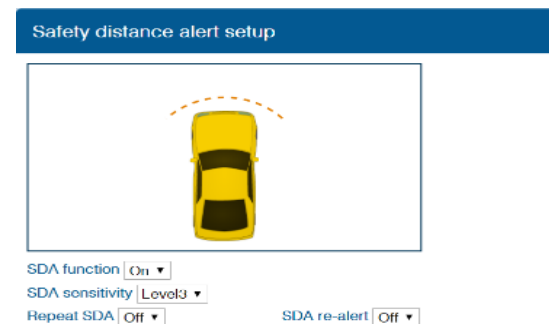 Safety distance alert setup
SDA function On
SDA sensitivity Level3
Repeat SDA Off SDA re-alert Off